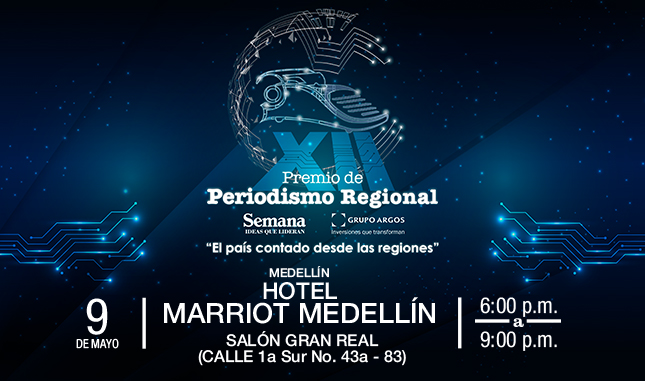 XII
Premio de
Periodismo Regional
Semana
IDEAS QUE LIDERAN
GRUPO ARGOS
Inversiones que transforman
“El país contado desde las regiones”
MEDELLÍN
HOTEL
MARRIOT MEDELLÍN
SALÓN GRAN REAL
(CALLE 1a Sur No. 43a - 83)
9
DE MAYO
6:00 p.m.
a
9:00 p.m.